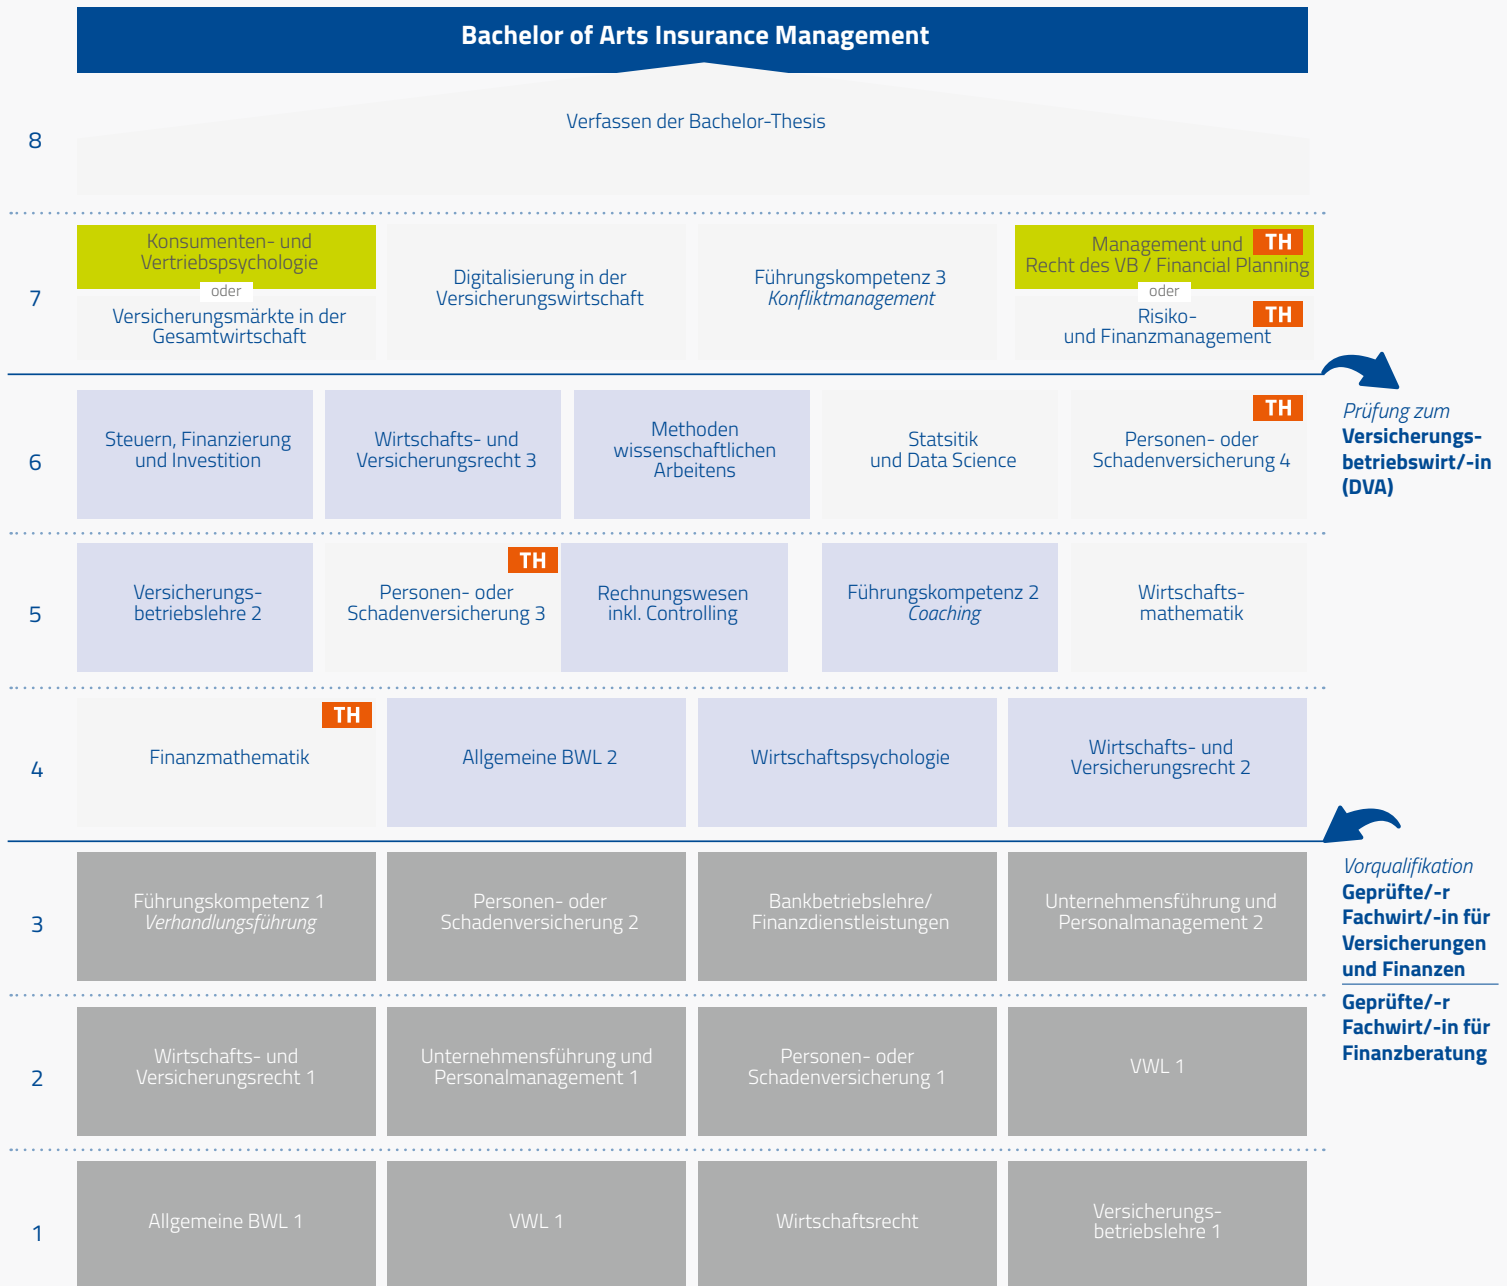 Bachelor of Arts Insurance Management
8
Verfassen der Bachelor-Thesis
7
Konsumenten- und
Vertriebspsychologie
oder
Versicherungsmärkte in der
Gesamtwirtschaft
Digitalisierung in der
Versicherungswirtschaft
Führungskompetenz 3
Konfliktmanagement
Management und TH
Recht des VB / Financial Planning
oder
Risiko- TH
und Finanzmanagement
Prüfung zum
Versicherungs-
betriebswirt/-in
(DVA)
6
Steuern, Finanzierung
und Investition
Wirtschafts- und
Versicherungsrecht 3
Methoden
wissenschaftlichen
Arbeitens
Statsitik
und Data Science
TH
Personen- oder
Schadenversicherung 4
5
Versicherungs-
betriebslehre 2
TH
Personen- oder
Schadenversicherung 3
Rechnungswesen
inkl. Controlling
Führungskompetenz 2
Coaching
Wirtschafts-
mathematik
4
TH
Finanzmathematik
Allgemeine BWL 2
Wirtschaftspsychologie
Wirtschafts- und
Versicherungsrecht 2
3
Führungskompetenz 1
Verhandlungsführung
Personen- oder
Schadenversicherung 2
Bankbetriebslehre/
Finanzdienstleistungen
Unternehmensführung und
Personalmanagement 2
Vorqualifikation
Geprüfte/-r
Fachwirt/-in für
Versicherungen
und Finanzen
Geprüfte/-r
Fachwirt/-in für
Finanzberatung
2
Wirtschafts- und
Versicherungsrecht 1
Unternehmensführung und
Personalmanagement 1
Personen- oder
Schadenversicherung 1
VWL 1
1
Allgemeine BWL 1
VWL 1
Wirtschaftsrecht
Versicherungs-
betriebslehre 1